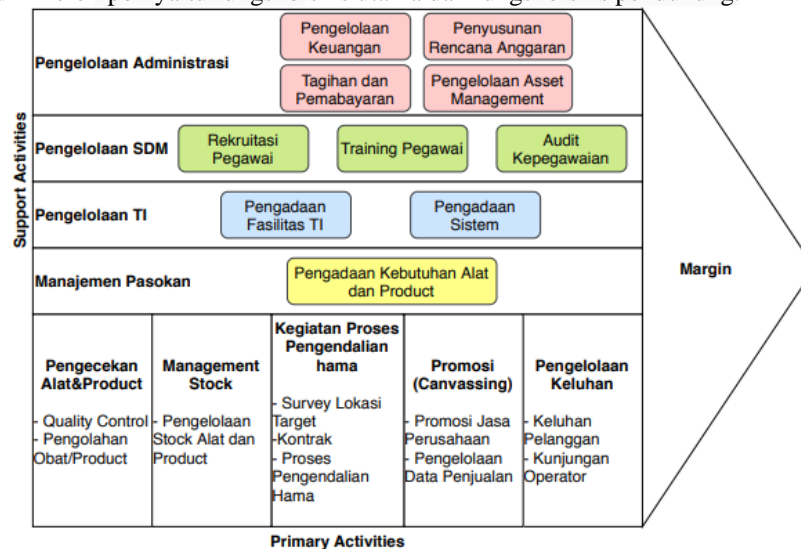 Pengelolaan Administrasi
Pengelolaan
Keuangan
Penyusunan
Rencana Anggaran
Tagihan dan
Pemabayaran
Pengelolaan Asset
Management
Support Activities
Pengelolaan SDM
Rekruitasi
Pegawai
Training Pegawai
Audit
Kepegawaian
Pengelolaan TI
Pengadaan
Fasilitas TI
Pengadaan
Sistem
Manajemen Pasokan
Pengadaan Kebutuhan Alat
dan Product
Margin
Pengecekan
Alat&Product
- Quality Control
- Pengolahan
Obat/Product
Management
Stock
- Pengelolaan
Stock Alat dan
Product
Kegiatan Proses
Pengendalian
hama
- Survey Lokasi
Target
-Kontrak
- Proses
Pengendalian
Hama
Promosi
(Canvassing)
- Promosi Jasa
Perusahaan
- Pengelolaan
Data Penjualan
Pengelolaan
Keluhan
- Keluhan
Pelanggan
- Kunjungan
Operator
Primary Activities